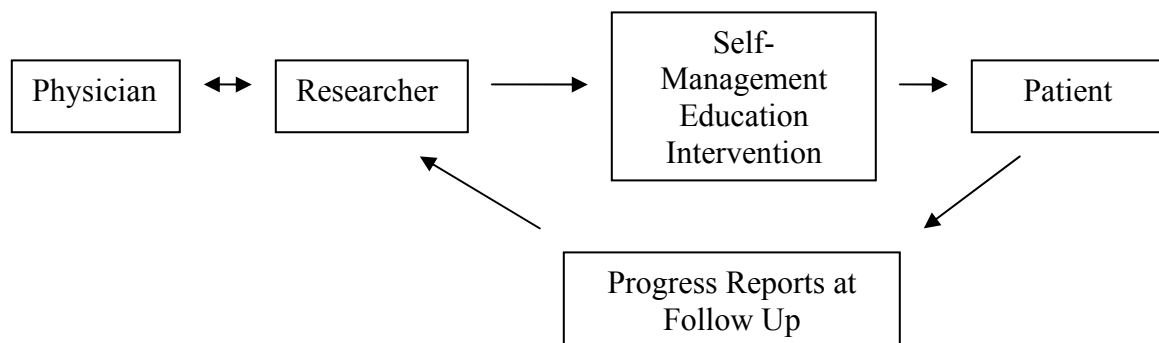 Physician
Researcher
Self-
Management
Education
Intervention
Patient
Progress Reports at
Follow Up